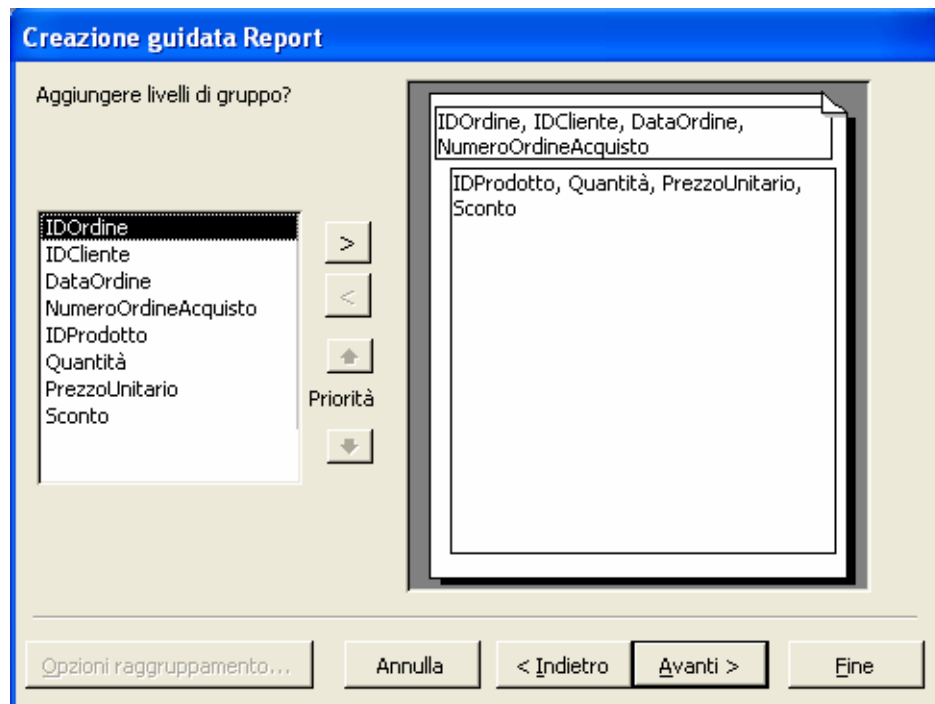 Creazione guidata Report
Aggiungere livelli di gruppo?
IDOrdine
IDCliente
DataOrdine
NumeroOrdineAcquisto
IDProdotto
Quantità
PrezzoUnitario
Sconto
>
<
Priorità
IDOrdine, IDCliente, DataOrdine,
NumeroOrdineAcquisto
IDProdotto, Quantità, PrezzoUnitario,
Sconto
Opzioni raggruppamento...
Annulla
< Indietro
Avanti >
Fine